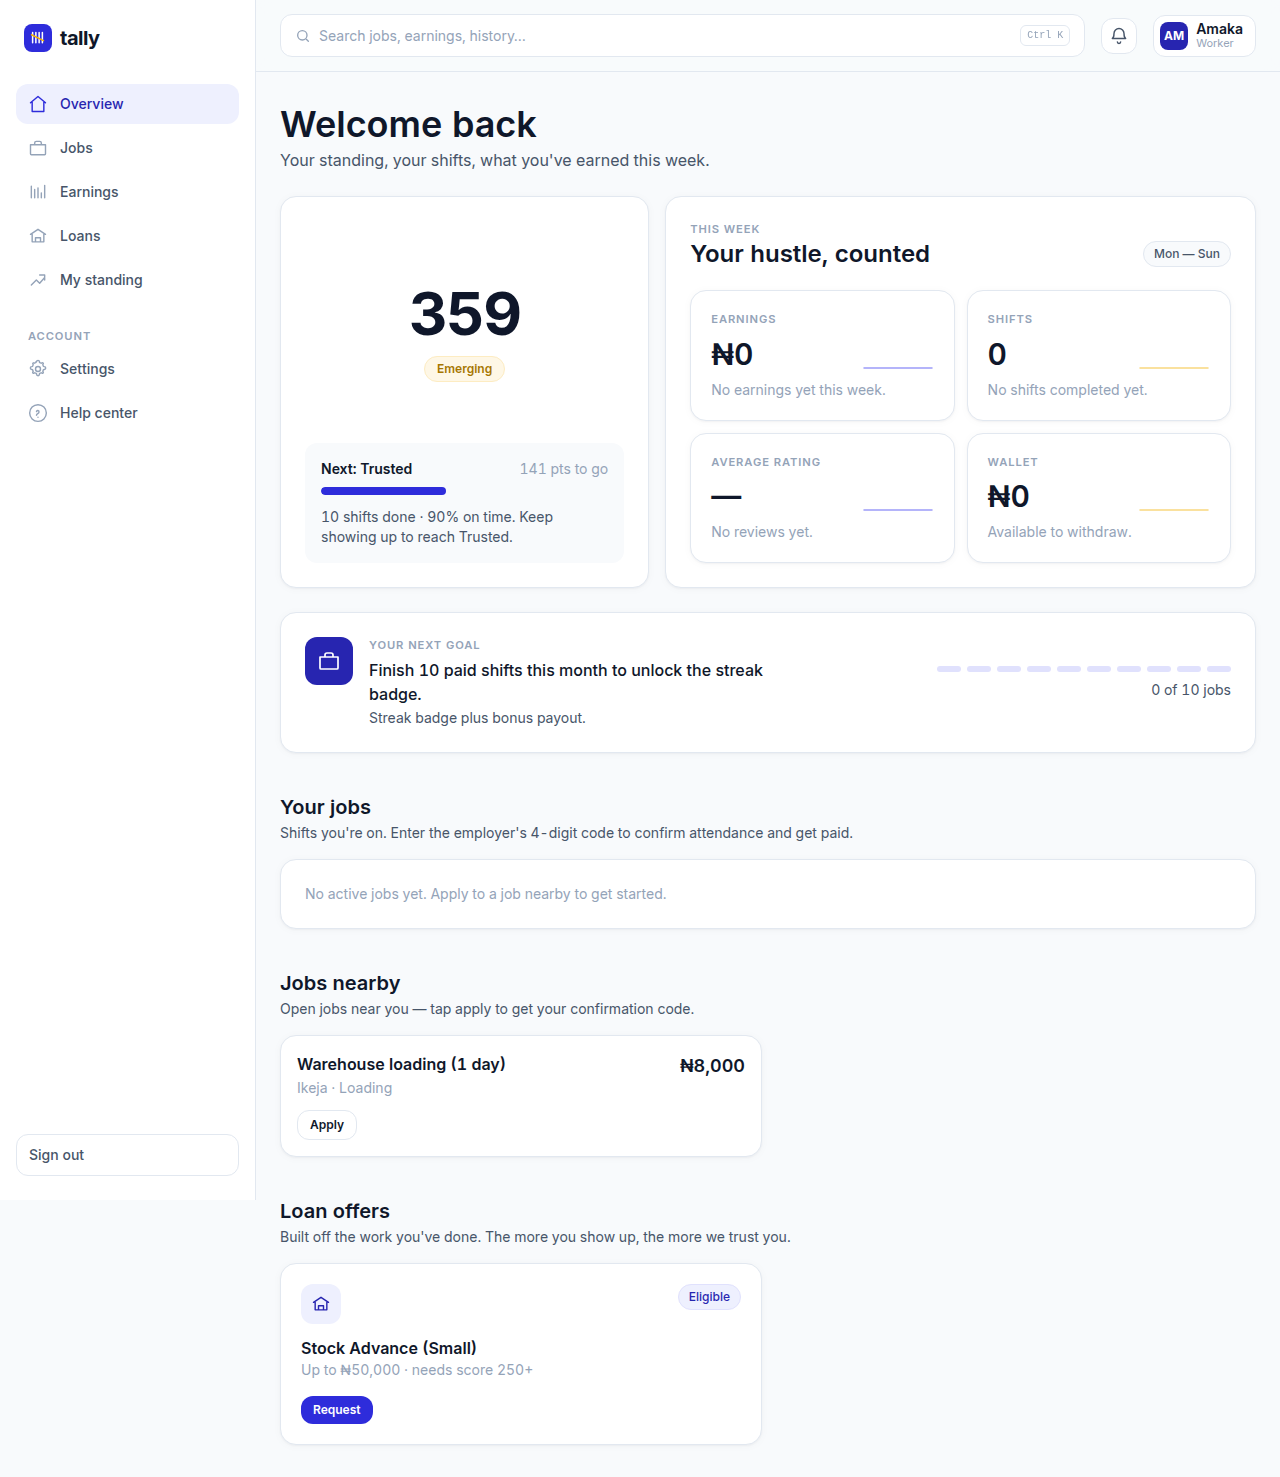 tally
Search jobs, earnings, history...
Ctrl K
AM
Amaka
Worker
Overview
Jobs
Earnings
Loans
My standing
ACCOUNT
Settings
Help center
Sign out
Welcome back
Your standing, your shifts, what you've earned this week.
359
Emerging
Next: Trusted
141 pts to go
10 shifts done · 90% on time. Keep
showing up to reach Trusted.
THIS WEEK
Your hustle, counted
Mon — Sun
EARNINGS
₦0
No earnings yet this week.
SHIFTS
0
No shifts completed yet.
AVERAGE RATING
—
No reviews yet.
WALLET
₦0
Available to withdraw.
YOUR NEXT GOAL
Finish 10 paid shifts this month to unlock the streak
badge.
Streak badge plus bonus payout.
0 of 10 jobs
Your jobs
Shifts you're on. Enter the employer's 4-digit code to confirm attendance and get paid.
No active jobs yet. Apply to a job nearby to get started.
Jobs nearby
Open jobs near you — tap apply to get your confirmation code.
Warehouse loading (1 day)
₦8,000
Ikeja · Loading
Apply
Loan offers
Built off the work you've done. The more you show up, the more we trust you.
Eligible
Stock Advance (Small)
Up to ₦50,000 · needs score 250+
Request